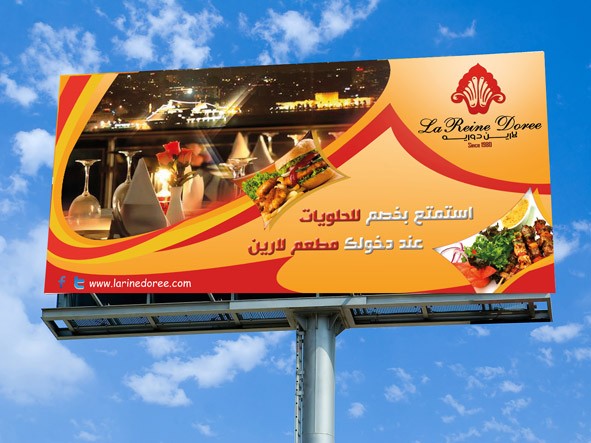 La Reine Doree
لارين دوريه
Since 1980
استمتع بخصم للحلويات
عند دخولك مطعم لارين
www.larinedoree.com